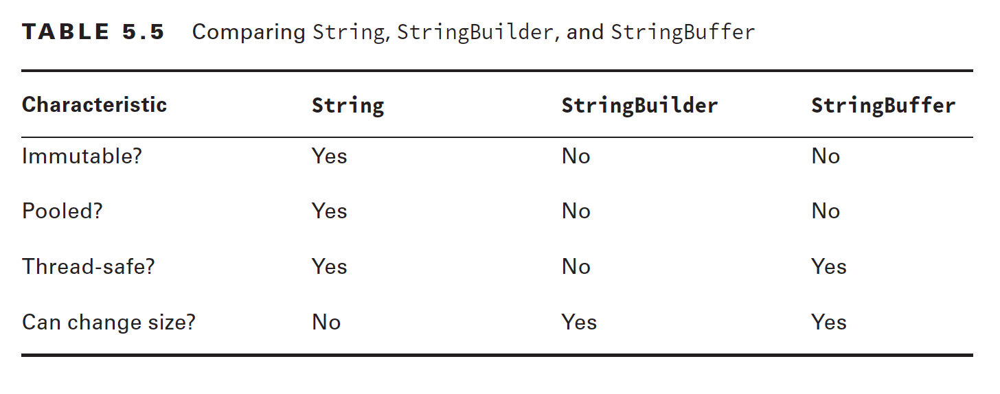 TABLE 5.5 Comparing String, StringBuilder, and StringBuffer
Characteristic String StringBuilder StringBuffer
Immutable? Yes No No
Pooled? Yes No No
Thread-safe? Yes No Yes
Can change size? No Yes Yes